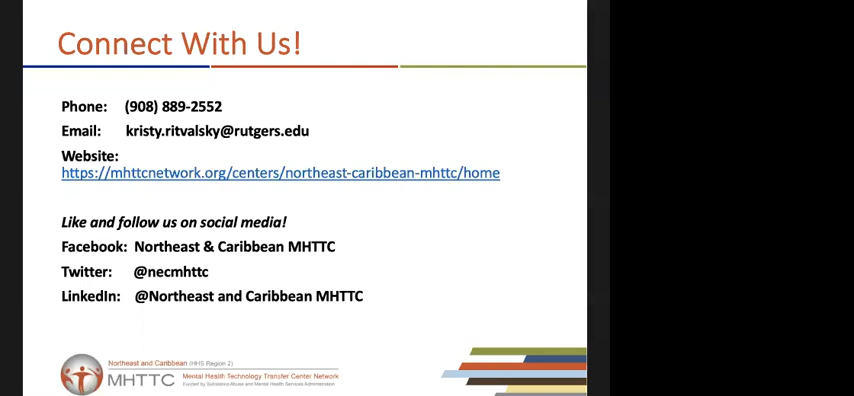 Connect With Us!
Phone: (908) 889-2552
Email: kristy.ritvalsky@rutgers.edu
Website:
https://mhttcnetwork.org/centers/northeast-caribbean-mhttc/home
Like and follow us on social media!
Facebook: Northeast & Caribbean MHTTC
Twitter: @necmhttc
LinkedIn: @Northeast and Caribbean MHTTC
Northeast and Caribbean (HHS Region 2)
MHTTC Mental Health Technology Transfer Center Network
Funded by Substance Abuse and Mental Health Services Administration